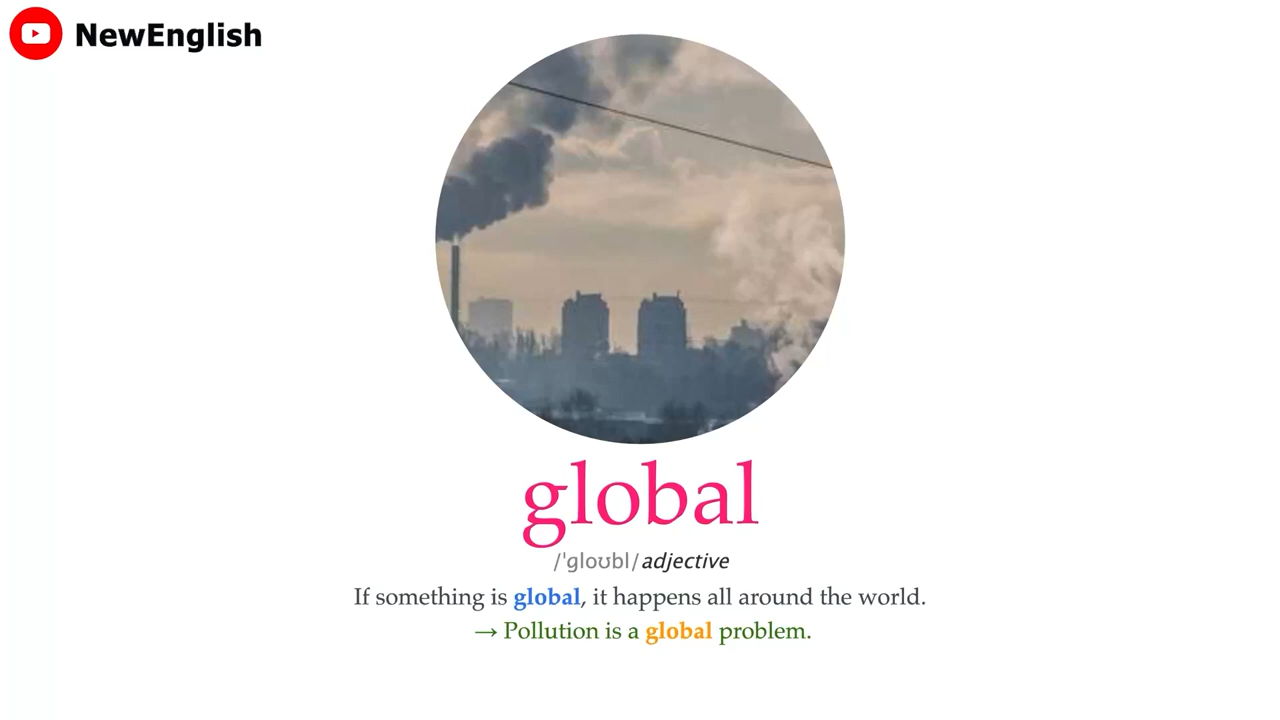 NewEnglish
global
/ˈɡloʊbl/ adjective
If something is global, it happens all around the world.
→ Pollution is a global problem.